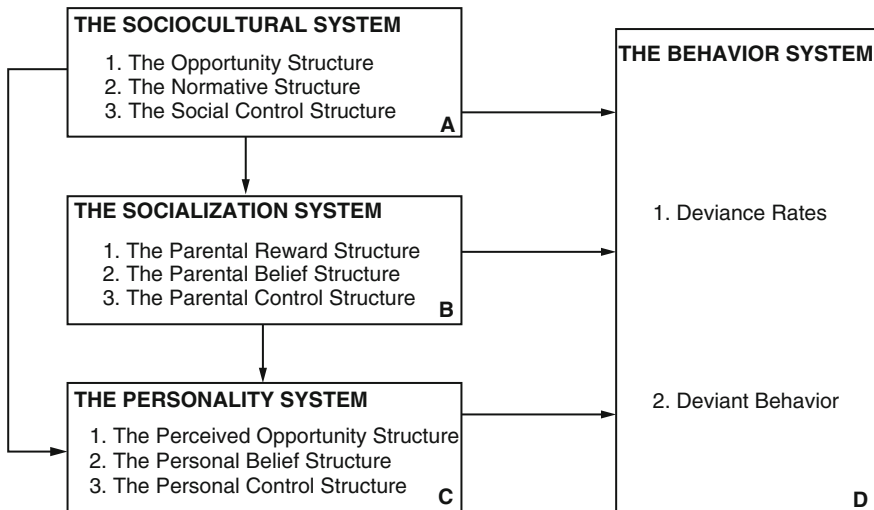 THE SOCIOCULTURAL SYSTEM
1. The Opportunity Structure
2. The Normative Structure
3. The Social Control Structure
A
THE SOCIALIZATION SYSTEM
1. The Parental Reward Structure
2. The Parental Belief Structure
3. The Parental Control Structure
B
THE PERSONALITY SYSTEM
1. The Perceived Opportunity Structure
2. The Personal Belief Structure
3. The Personal Control Structure
C
THE BEHAVIOR SYSTEM
1. Deviance Rates
2. Deviant Behavior
D